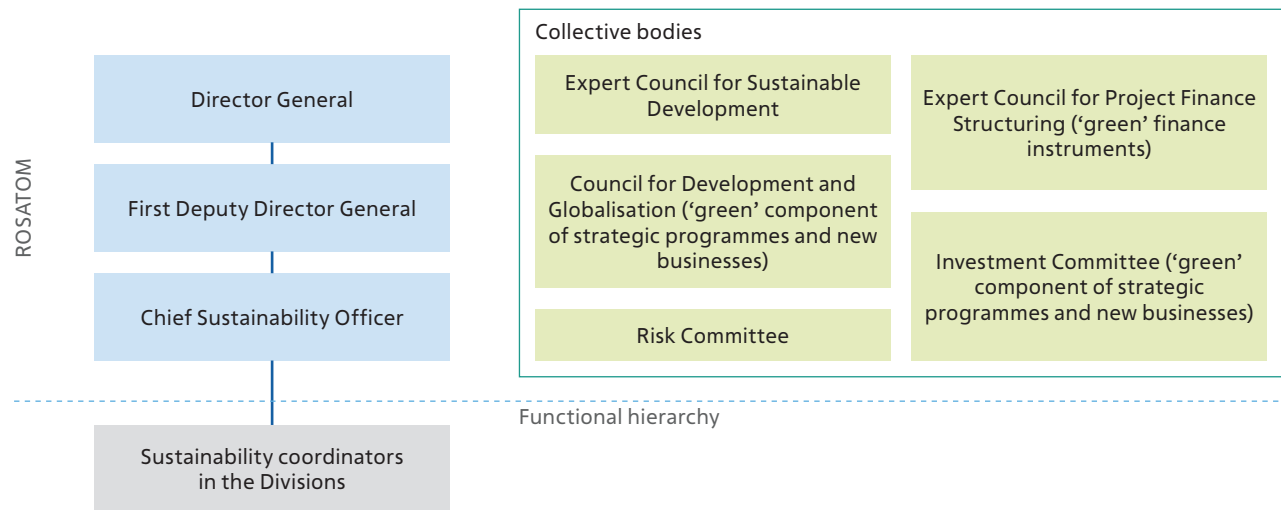 ROSATOM
Director General
First Deputy Director General
Chief Sustainability Officer
Sustainability coordinators
in the Divisions
Collective bodies
Expert Council for Sustainable
Development
Council for Development and
Globalisation (‘green’ component
of strategic programmes and new
businesses)
Risk Committee
Expert Council for Project Finance
Structuring (‘green’ finance
instruments)
Investment Committee (‘green’
component of strategic
programmes and new businesses)
Functional hierarchy